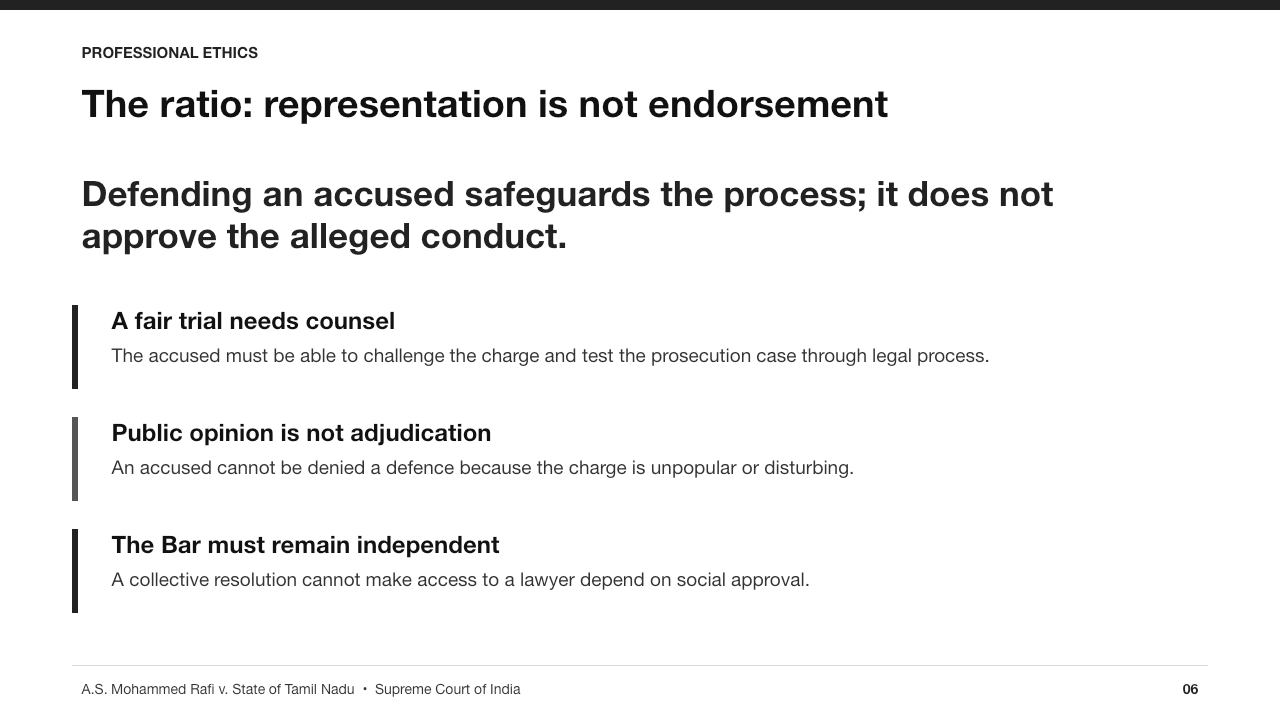 PROFESSIONAL ETHICS
The ratio: representation is not endorsement
Defending an accused safeguards the process; it does not
approve the alleged conduct.
A fair trial needs counsel
The accused must be able to challenge the charge and test the prosecution case through legal process.
Public opinion is not adjudication
An accused cannot be denied a defence because the charge is unpopular or disturbing.
The Bar must remain independent
A collective resolution cannot make access to a lawyer depend on social approval.
A.S. Mohammed Rafi v. State of Tamil Nadu • Supreme Court of India
06